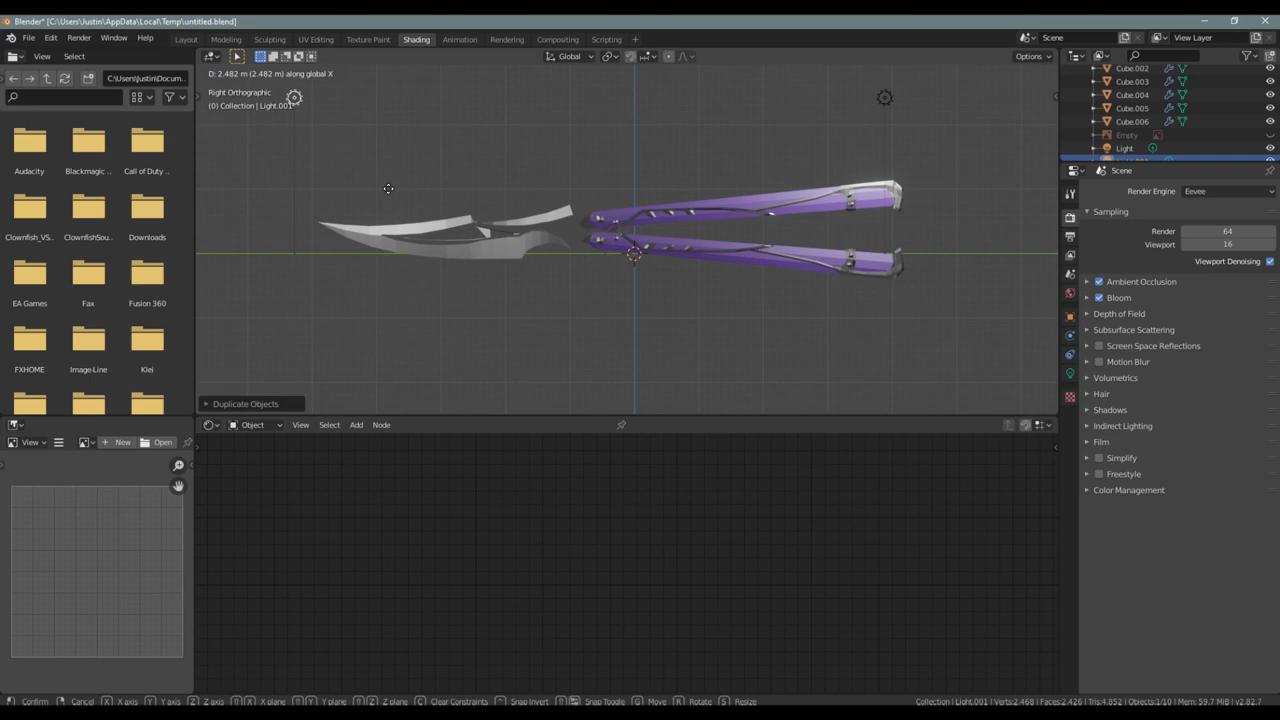 Blender* [C:\Users\Justin\AppData\Local\Temp\untitled.blend]
File Edit Render Window Help Layout Modeling Sculpting UV Editing Texture Paint Shading Animation Rendering Compositing Scripting + Scene View Layer
View Select Global Options
C:\Users\Justin\Docum..
D: 2.482 m (2.482 m) along global X
Right Orthographic
(0) Collection | Light.001
Cube.002
Cube.003
Cube.004
Cube.005
Cube.006
Empty
Light
Scene
Render Engine Eevee
Sampling
Render 64
Viewport 16
Viewport Denoising
Ambient Occlusion
Bloom
Depth of Field
Subsurface Scattering
Screen Space Reflections
Motion Blur
Volumetrics
Hair
Shadows
Indirect Lighting
Film
Simplify
Freestyle
Color Management
Audacity Blackmagic .. Call of Duty ..
Clownfish_VS.. ClownfishSou.. Downloads
EA Games Fax Fusion 360
FXHOME Image-Line Klei
Duplicate Objects
Object View Select Add Node
View New Open
Confirm Cancel X X axis Y Y axis Z Z axis X X plane Y Y plane Z Z plane C Clear Constraints Snap Invert Snap Toggle G Move R Rotate S Resize
Collection | Light.001 | Verts:2.468 | Faces:2.426 | Tris:4.852 | Objects:1/10 | Mem: 59.7 MiB | v2.82.7